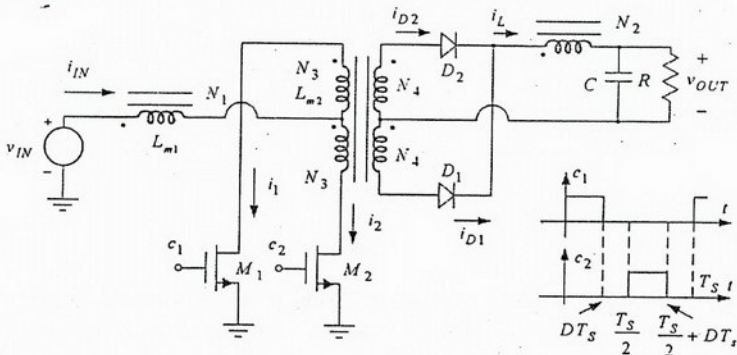 i_{D2}
i_L
N_2
D_2
i_{IN}
N_1
N_3
L_{m2}
N_4
C
R
+
v_{OUT}
-
+
v_{IN}
-
L_{m1}
N_3
N_4
D_1
i_{D1}
i_1
i_2
c_1
M_1
c_2
M_2
c_1
t
c_2
T_S t
DT_S
T_S/2
T_S/2 + DT_s